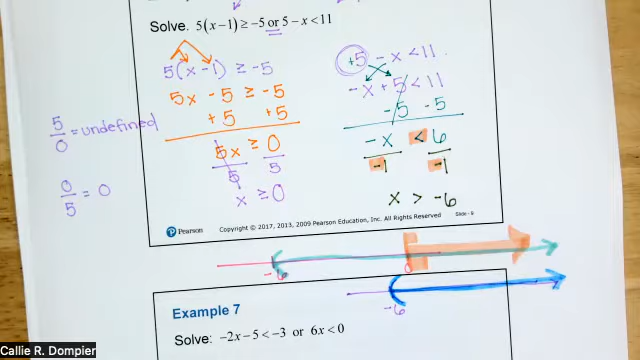 Solve. 5(x−1) ≥ −5 or 5 − x < 11
5(x − 1) ≥ −5
5x − 5 ≥ −5
+5 +5
5x ≥ 0
5 5
x ≥ 0
5/0 = undefined
0/5 = 0
+5 − x < 11
−x + 5 < 11
−5 −5
−x < 6
−1 −1
x > −6
Pearson
Copyright © 2017, 2013, 2009 Pearson Education, Inc. All Rights Reserved
Slide - 9
−6 0
−6
Example 7
Solve: −2x − 5 < −3 or 6x < 0
Callie R. Dompier